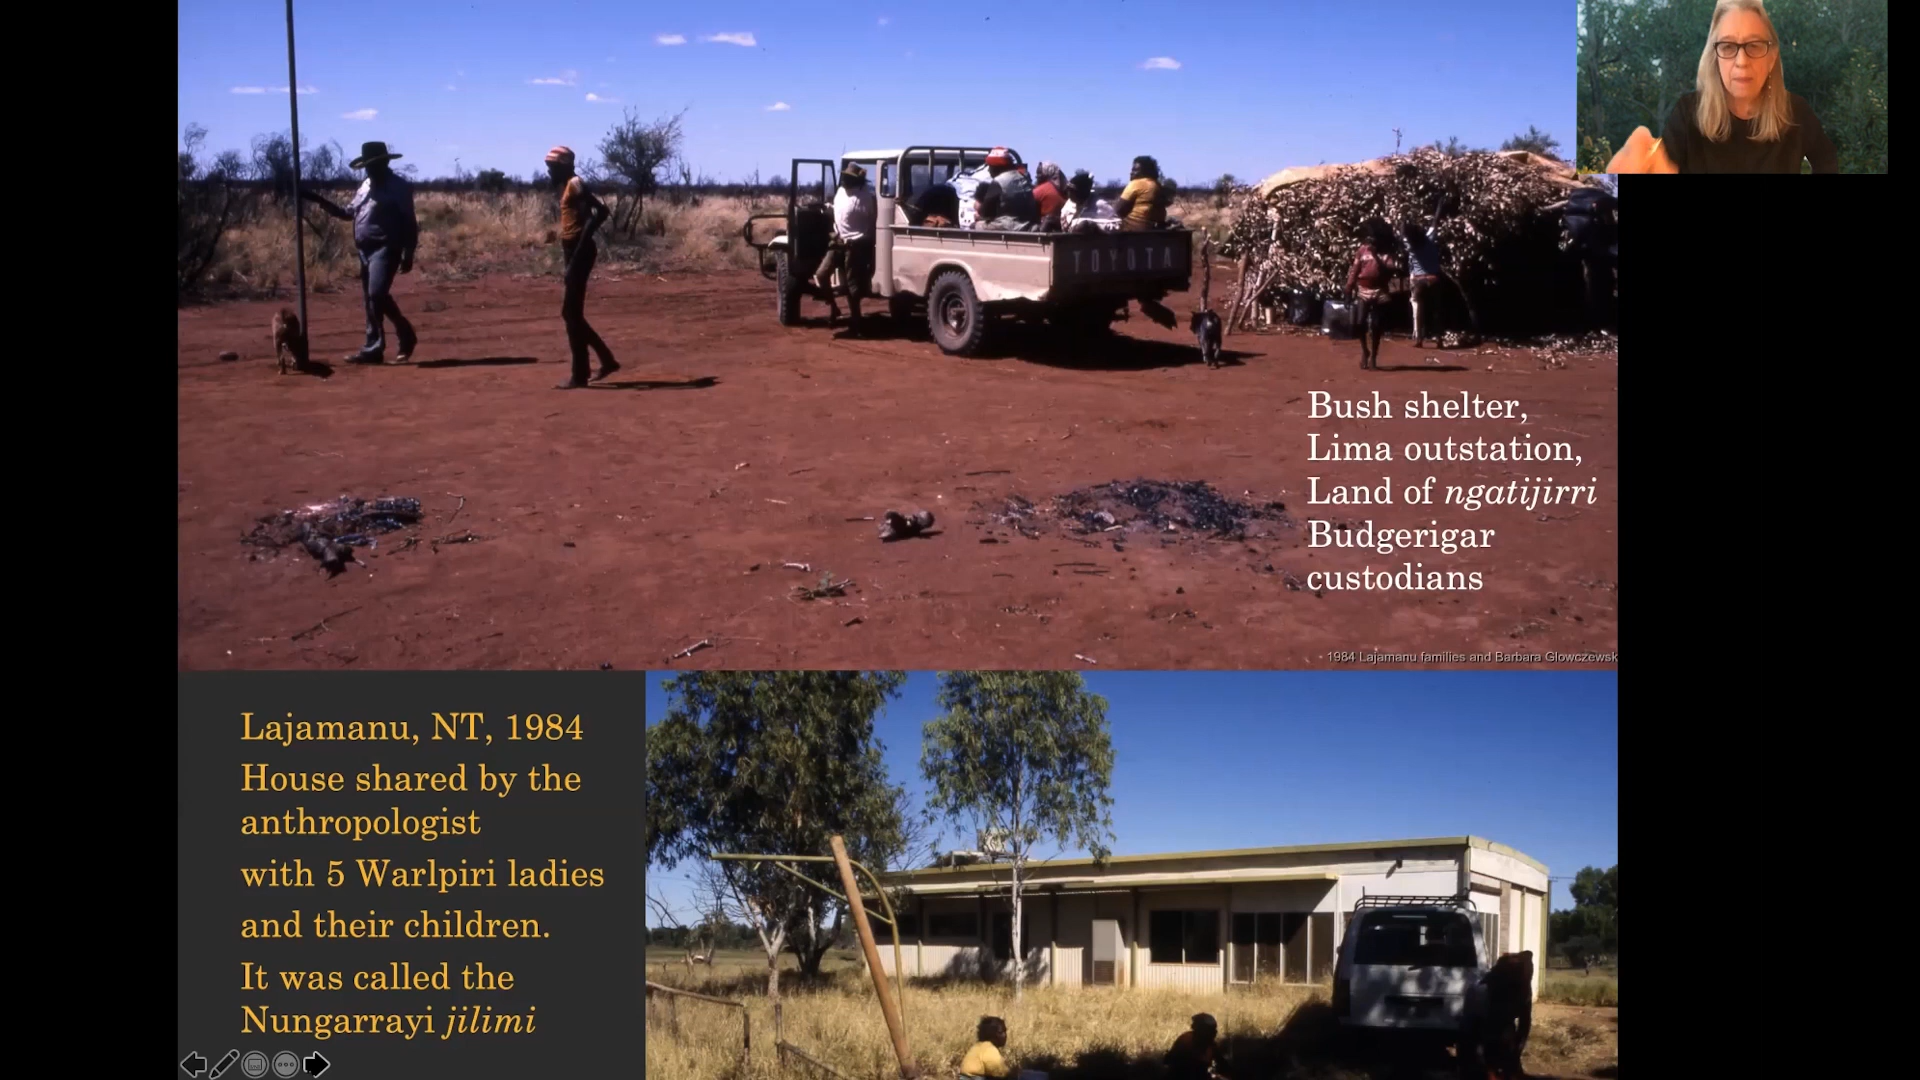 TOYOTA
Bush shelter,
Lima outstation,
Land of ngatijirri
Budgerigar
custodians
1984 Lajamanu families and Barbara Glowczewsk
Lajamanu, NT, 1984
House shared by the
anthropologist
with 5 Warlpiri ladies
and their children.
It was called the
Nungarrayi jilimi